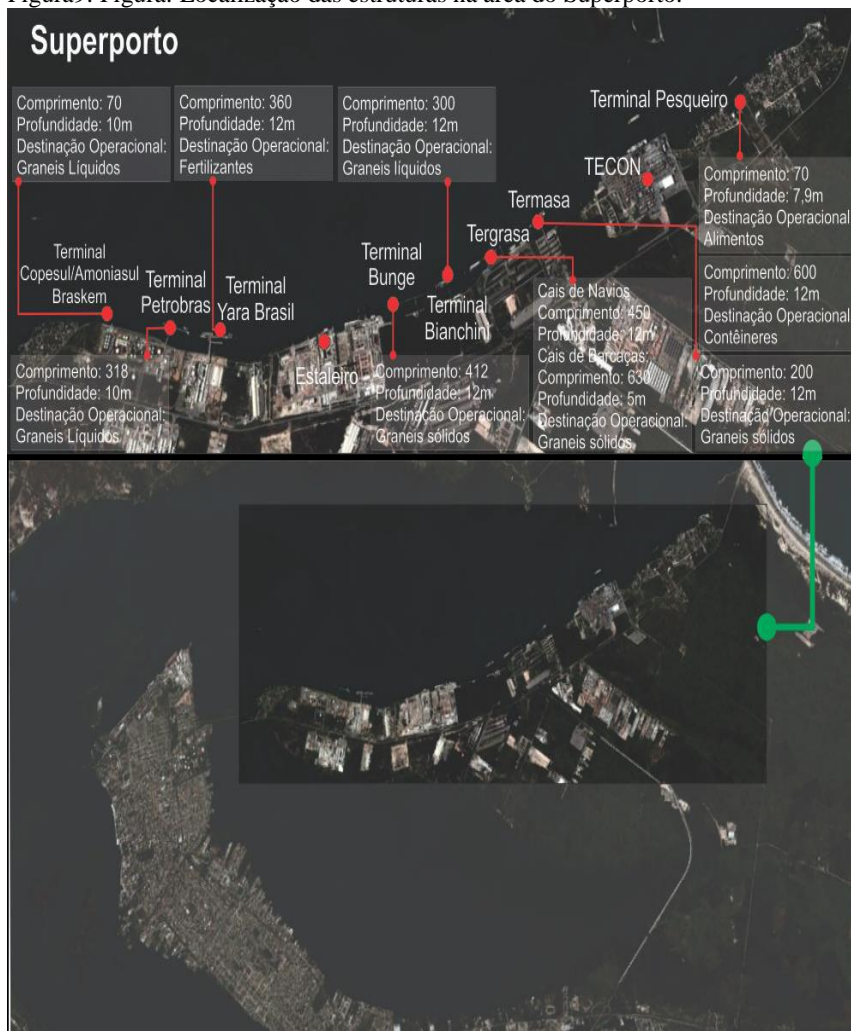 Figura9. Figura: Localização das estruturas na área do Superporto.
Superporto
Comprimento: 70
Profundidade: 10m
Destinação Operacional:
Graneis Líquidos
Comprimento: 360
Profundidade: 12m
Destinação Operacional:
Fertilizantes
Comprimento: 300
Profundidade: 12m
Destinação Operacional:
Graneis líquidos
Terminal Pesqueiro
TECON
Comprimento: 70
Profundidade: 7,9m
Destinação Operacional
Alimentos
Termasa
Tergrasa
Terminal
Copesul/Amoniasul
Braskem
Terminal
Petrobras
Terminal
Yara Brasil
Terminal
Bunge
Terminal
Bianchini
Estaleiro
Cais de Navios
Comprimento: 450
Profundidade: 12m
Cais de Barcaças:
Comprimento: 630
Profundidade: 5m
Destinação Operacional:
Graneis sólidos
Comprimento: 600
Profundidade: 12m
Destinação Operacional
Contêineres
Comprimento: 318
Profundidade: 10m
Destinação Operacional:
Graneis Líquidos
Comprimento: 412
Profundidade: 12m
Destinação Operacional:
Graneis sólidos
Comprimento: 200
Profundidade: 12m
Destinação Operacional:
Graneis sólidos